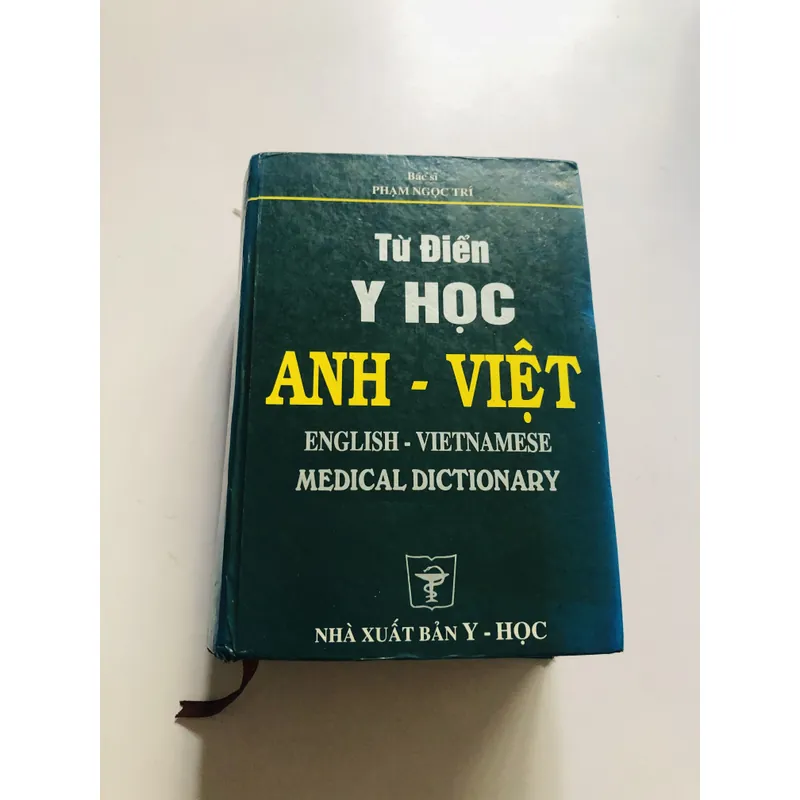 Bác sĩ
PHẠM NGỌC TRÍ
Từ Điển
Y HỌC
ANH - VIỆT
ENGLISH - VIETNAMESE
MEDICAL DICTIONARY
NHÀ XUẤT BẢN Y - HỌC